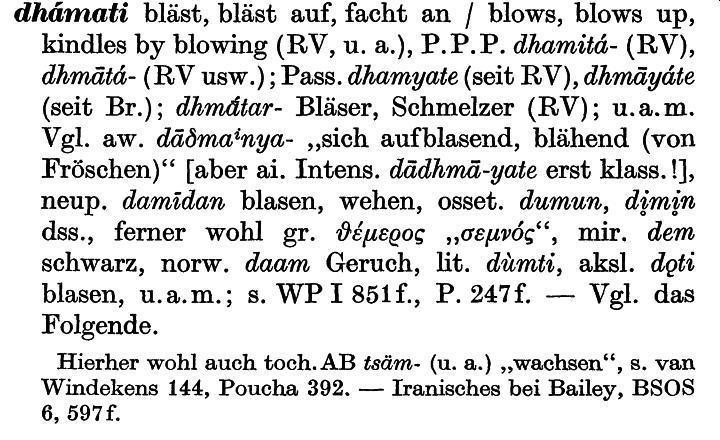 dhámati bläst, bläst auf, facht an / blows, blows up,
kindles by blowing (RV, u. a.), P.P.P. dhamitá- (RV),
dhmātá- (RV usw.); Pass. dhamyate (seit RV), dhmāyáte
(seit Br.); dhmā́tar- Bläser, Schmelzer (RV); u.a.m.
Vgl. aw. dāδmaⁱnya- „sich aufblasend, blähend (von
Fröschen)“ [aber ai. Intens. dādhmā-yate erst klass.!],
neup. damīdan blasen, wehen, osset. dumun, di̯mi̯n
dss., ferner wohl gr. ϑέμερος „σεμνός“, mir. dem
schwarz, norw. daam Geruch, lit. dùmti, aksl. dǫti
blasen, u.a.m.; s. WP I 851f., P. 247f. — Vgl. das
Folgende.
Hierher wohl auch toch. AB tsäm- (u. a.) „wachsen“, s. van
Windekens 144, Poucha 392. — Iranisches bei Bailey, BSOS
6, 597f.